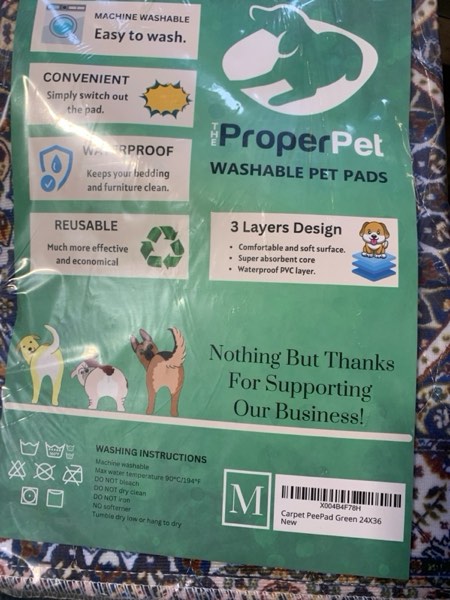 MACHINE WASHABLE
Easy to wash.
CONVENIENT
Simply switch out
the pad.
WATERPROOF
Keeps your bedding
and furniture clean.
REUSABLE
Much more effective
and economical
THE ProperPet
WASHABLE PET PADS
3 Layers Design
• Comfortable and soft surface.
• Super absorbent core
• Waterproof PVC layer.
Nothing But Thanks
For Supporting
Our Business!
WASHING INSTRUCTIONS
Machine washable
Max water temperature 90°C/194°F
DO NOT bleach
DO NOT dry clean
DO NOT iron
NO softerner
Tumble dry low or hang to dry
M
X004B4F78H
Carpet PeePad Green 24X36
New